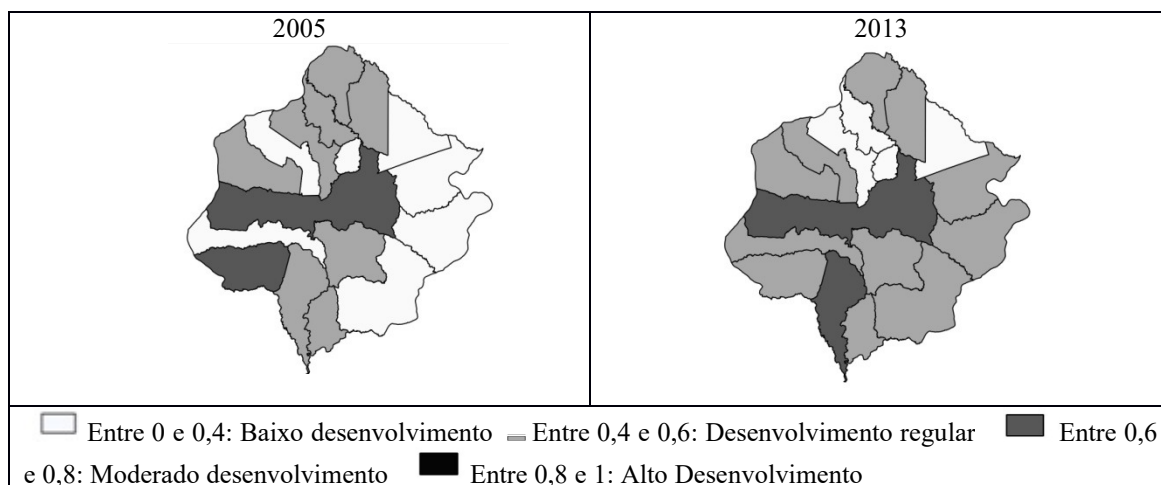 2005
2013
Entre 0 e 0,4: Baixo desenvolvimento Entre 0,4 e 0,6: Desenvolvimento regular Entre 0,6
e 0,8: Moderado desenvolvimento Entre 0,8 e 1: Alto Desenvolvimento